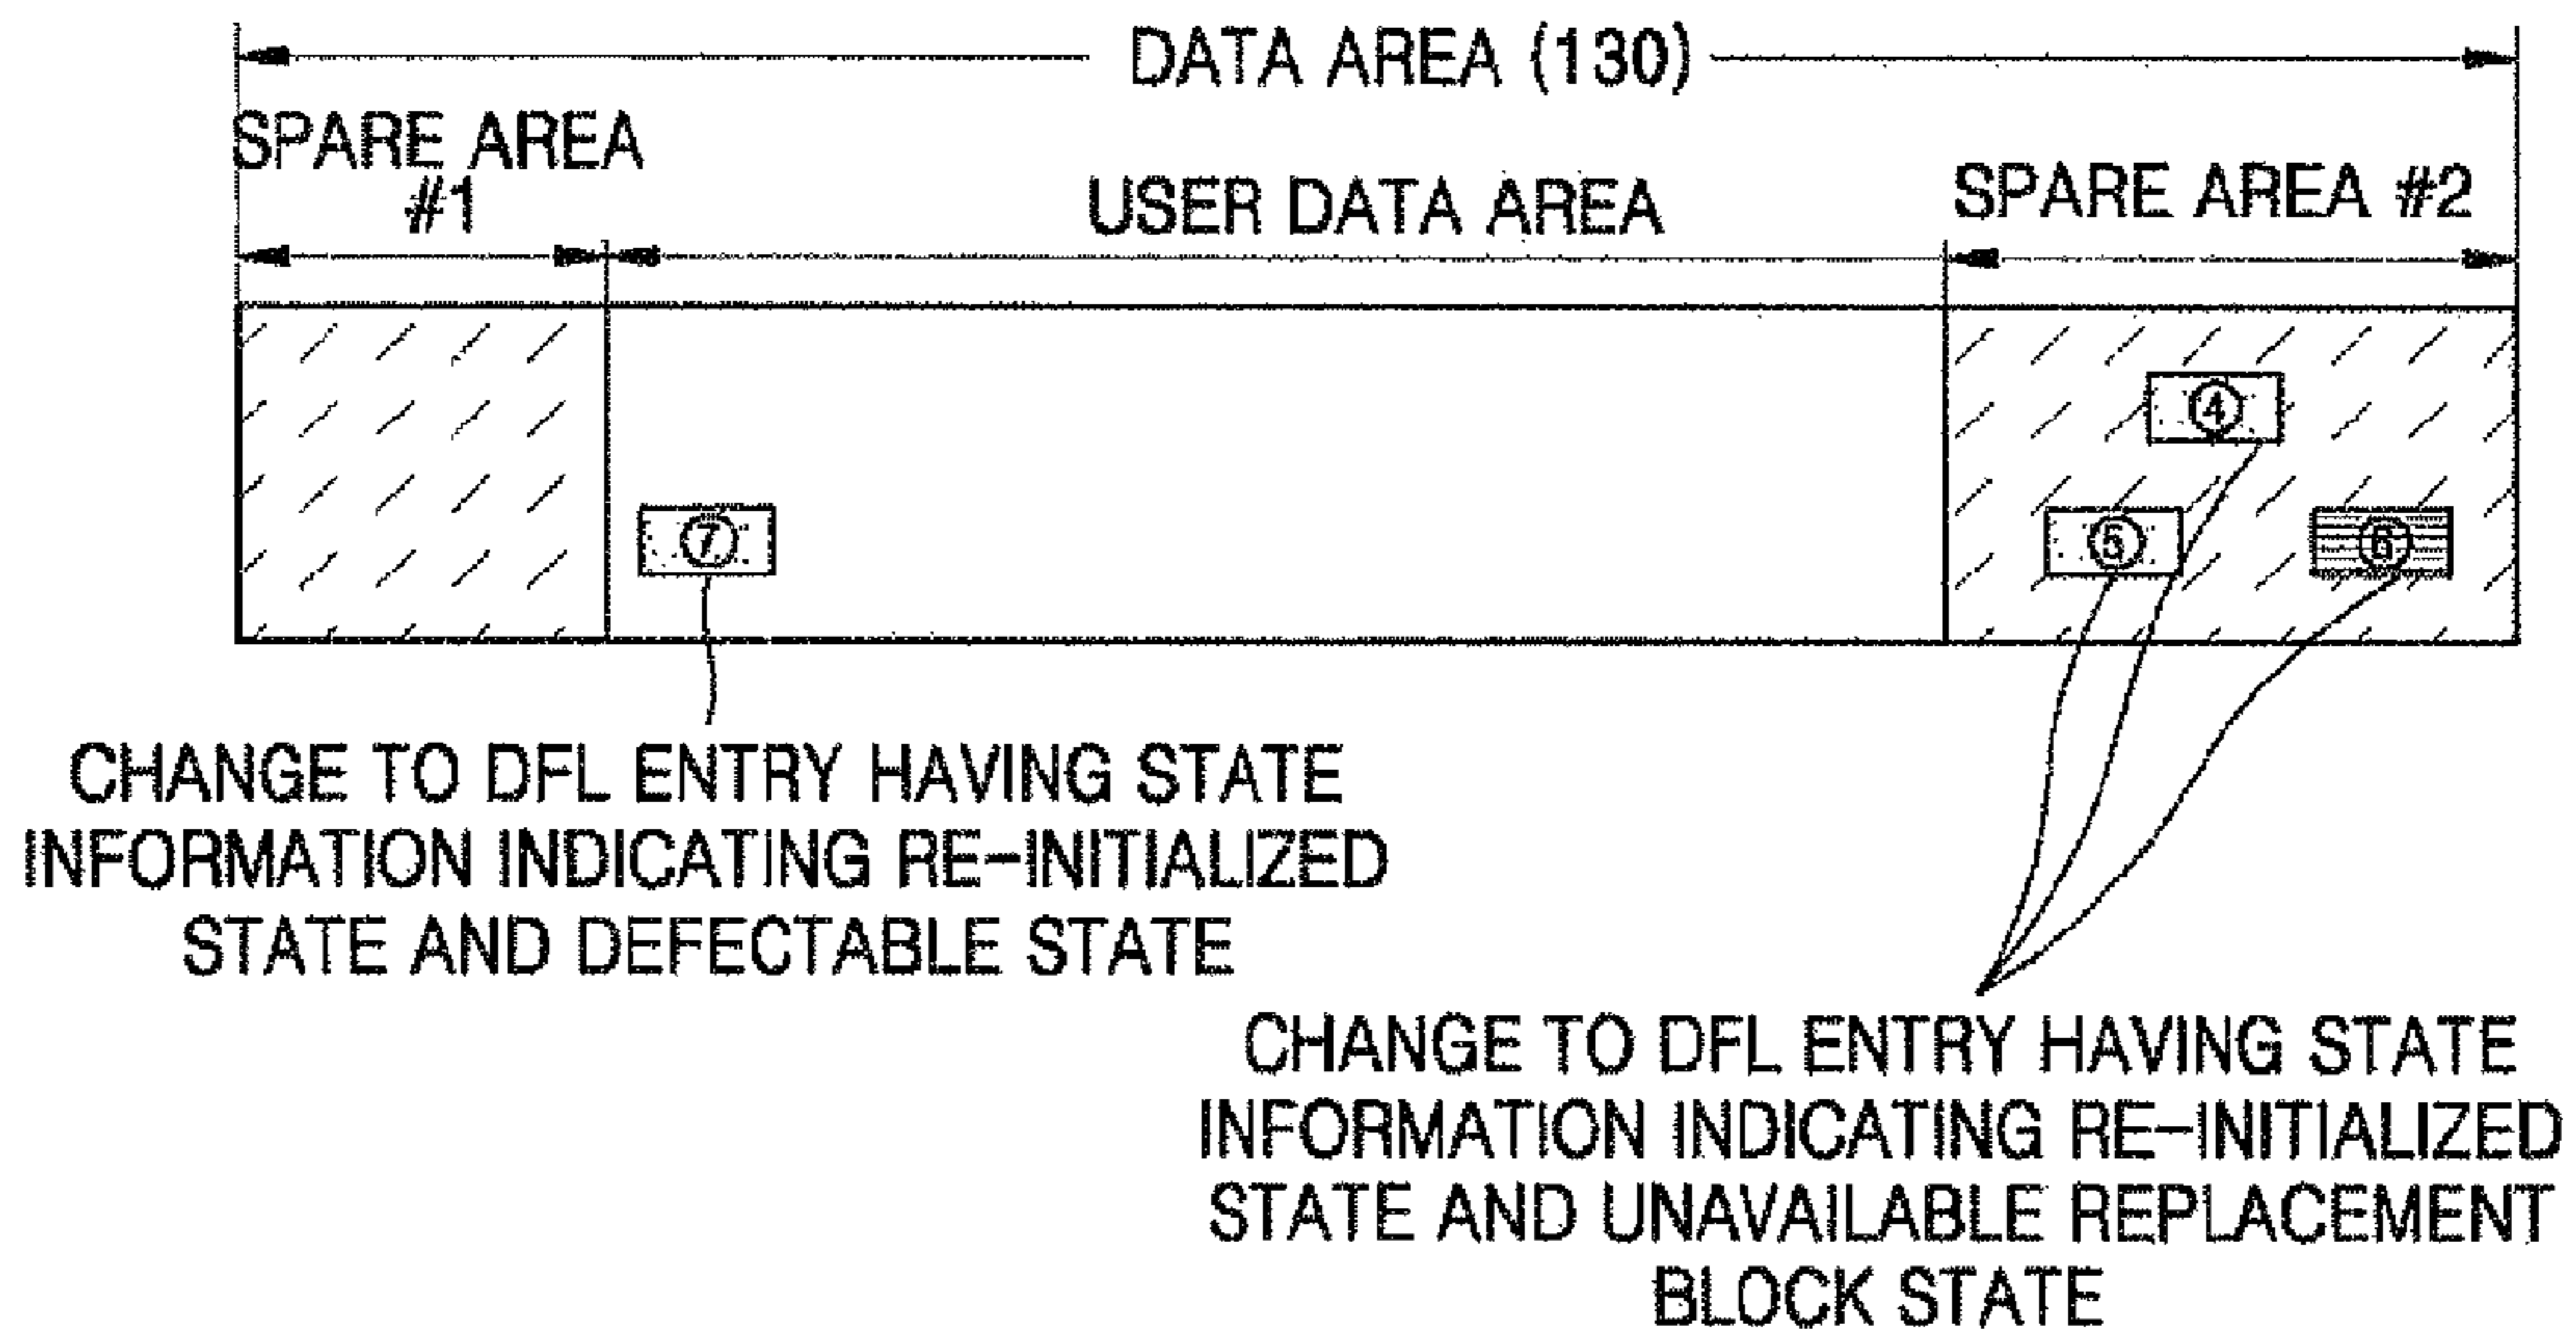 DATA AREA (130)
SPARE AREA
#1
USER DATA AREA
SPARE AREA #2
④
⑦
⑤
⑥
CHANGE TO DFL ENTRY HAVING STATE
INFORMATION INDICATING RE-INITIALIZED
STATE AND DEFECTABLE STATE
CHANGE TO DFL ENTRY HAVING STATE
INFORMATION INDICATING RE-INITIALIZED
STATE AND UNAVAILABLE REPLACEMENT
BLOCK STATE